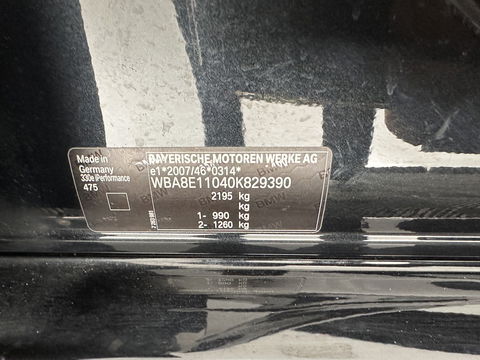 Made in
Germany
330e iPerformance
475
BAYERISCHE MOTOREN WERKE AG
e1*2007/46*0314*
WBA8E11040K829390
2195 kg
kg
1- 990 kg
2- 1260 kg